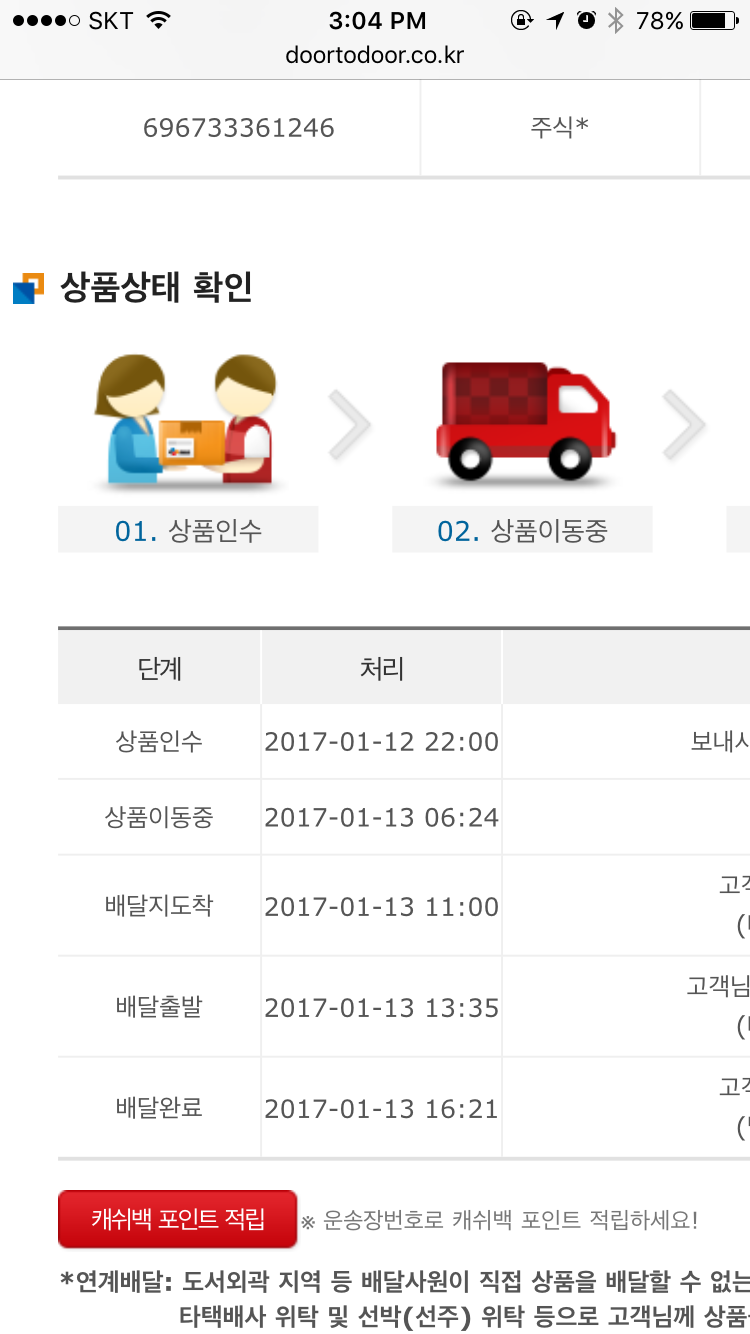 SKT 3:04 PM 78%
doortodoor.co.kr
696733361246 주식*
상품상태 확인
01. 상품인수 02. 상품이동중
단계 처리
상품인수 2017-01-12 22:00 보내시
상품이동중 2017-01-13 06:24
배달지도착 2017-01-13 11:00 고객
배달출발 2017-01-13 13:35 고객님
배달완료 2017-01-13 16:21 고객
캐쉬백 포인트 적립 ※ 운송장번호로 캐쉬백 포인트 적립하세요!
*연계배달: 도서외곽 지역 등 배달사원이 직접 상품을 배달할 수 없는
타택배사 위탁 및 선박(선주) 위탁 등으로 고객님께 상품